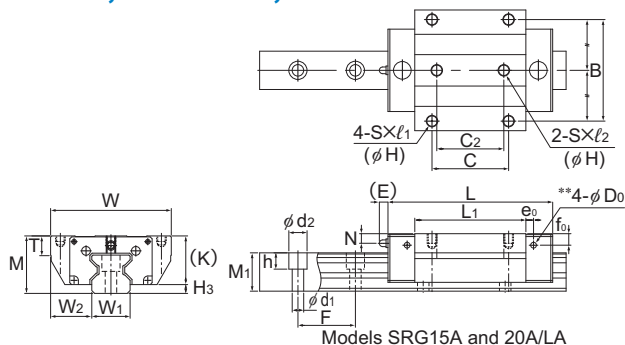 B
4-S×ℓ1
(φH)
C2
C
2-S×ℓ2
(φH)
W
T
M
(K)
H3
W2
W1
(E)
L
L1
e0
**4-φD0
f0
φd2
N
h
M1
φd1
F
Models SRG15A and 20A/LA